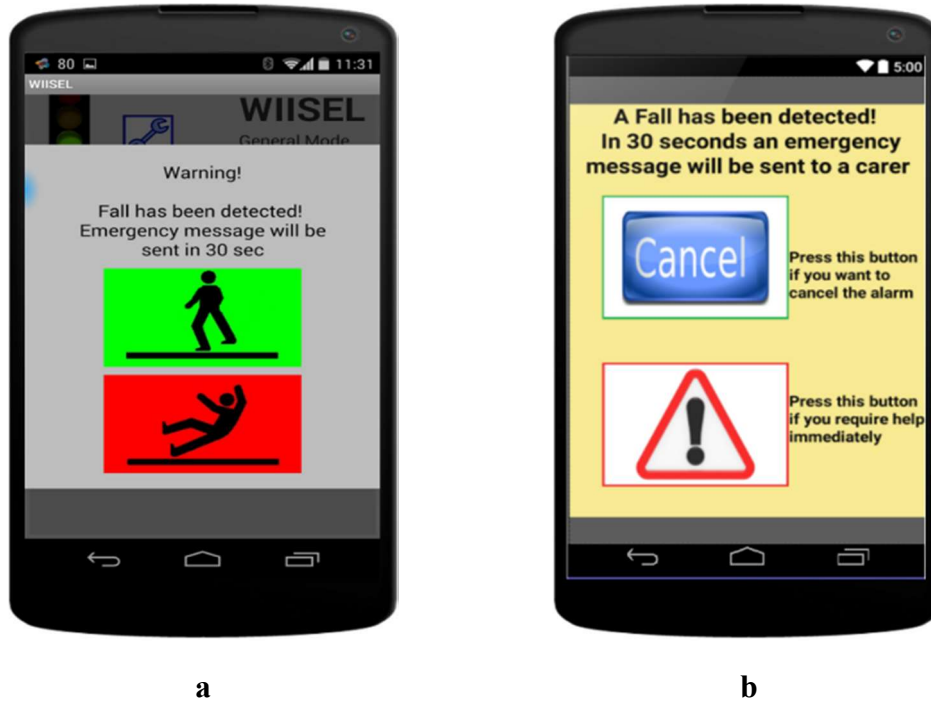 80
11:31
WIISEL
WIISEL
General Mode
Warning!
Fall has been detected!
Emergency message will be
sent in 30 sec
a
5:00
A Fall has been detected!
In 30 seconds an emergency
message will be sent to a carer
Cancel
Press this button
if you want to
cancel the alarm
Press this button
if you require help
immediately
b